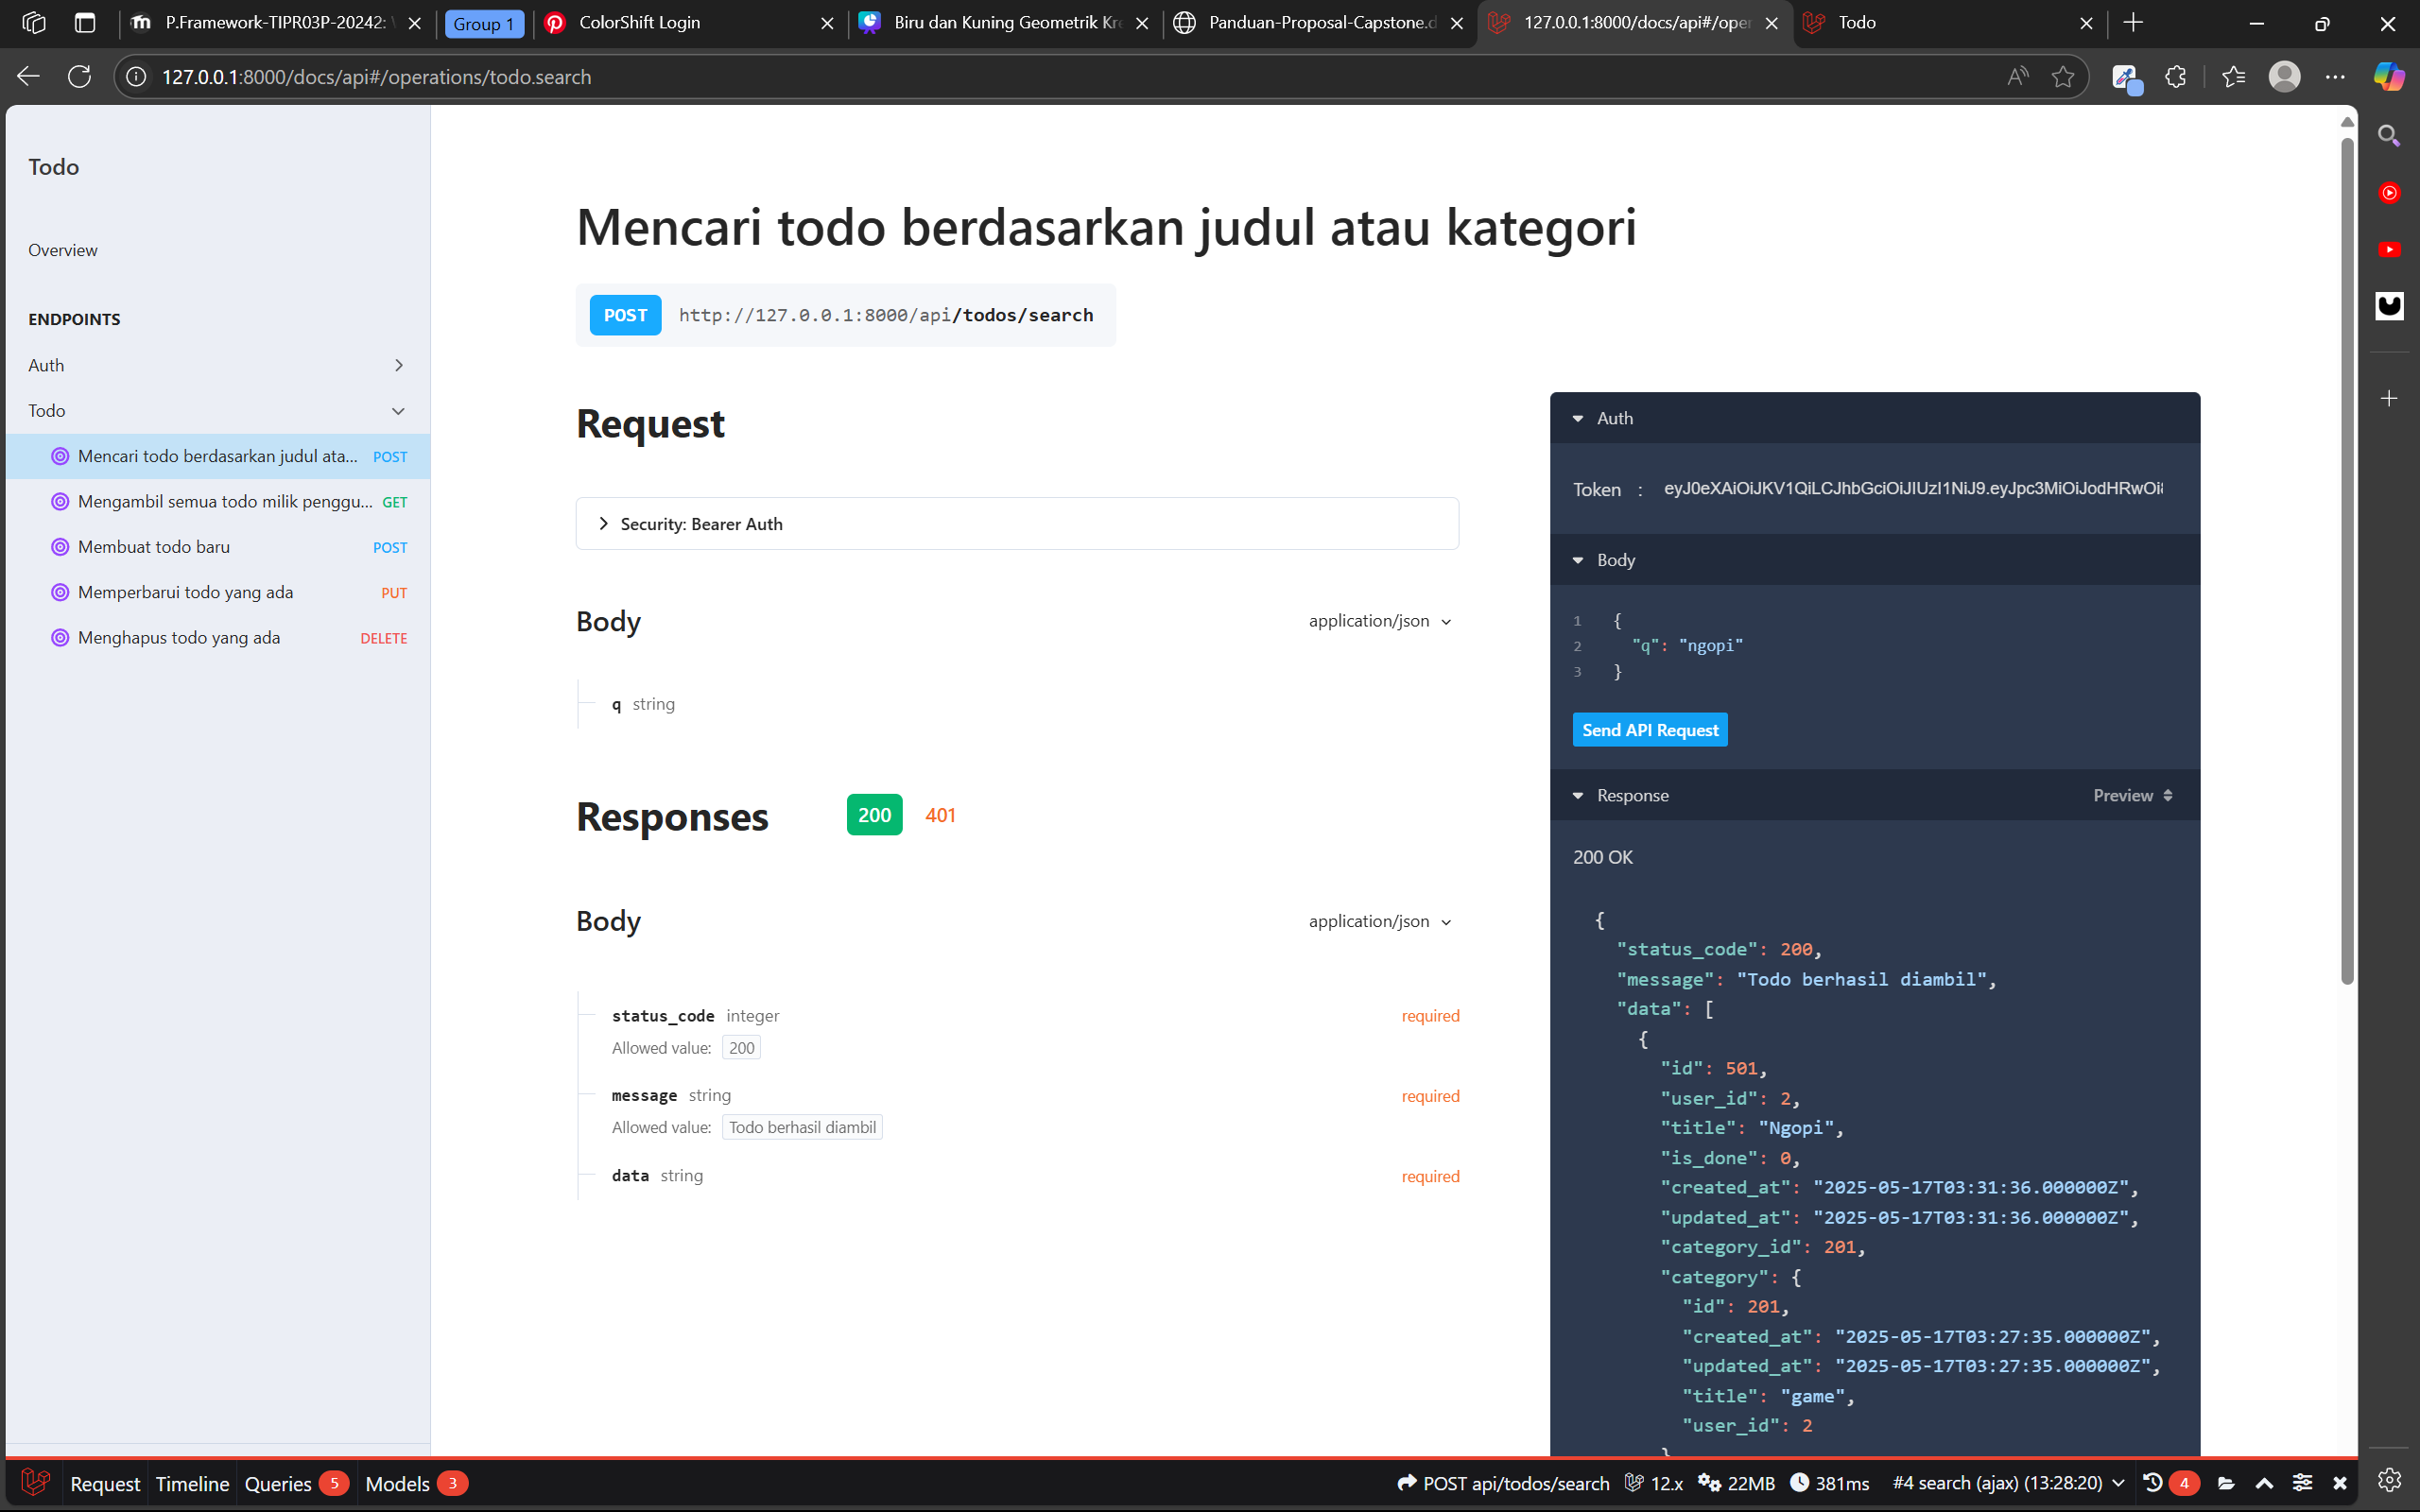 P.Framework-TIPR03P-20242:
Group 1
ColorShift Login
Biru dan Kuning Geometrik Kre
Panduan-Proposal-Capstone.d
127.0.0.1:8000/docs/api#/oper
Todo
127.0.0.1:8000/docs/api#/operations/todo.search
Todo
Overview
ENDPOINTS
Auth
Todo
Mencari todo berdasarkan judul ata... POST
Mengambil semua todo milik penggu... GET
Membuat todo baru POST
Memperbarui todo yang ada PUT
Menghapus todo yang ada DELETE
Mencari todo berdasarkan judul atau kategori
POST http://127.0.0.1:8000/api/todos/search
Request
Security: Bearer Auth
Body application/json
q string
Responses 200 401
Body application/json
status_code integer required
Allowed value: 200
message string required
Allowed value: Todo berhasil diambil
data string required
Auth
Token : eyJ0eXAiOiJKV1QiLCJhbGciOiJIUzI1NiJ9.eyJpc3MiOiJodHRwOi
Body
1 {
2 "q": "ngopi"
3 }
Send API Request
Response Preview
200 OK
{
"status_code": 200,
"message": "Todo berhasil diambil",
"data": [
{
"id": 501,
"user_id": 2,
"title": "Ngopi",
"is_done": 0,
"created_at": "2025-05-17T03:31:36.000000Z",
"updated_at": "2025-05-17T03:31:36.000000Z",
"category_id": 201,
"category": {
"id": 201,
"created_at": "2025-05-17T03:27:35.000000Z",
"updated_at": "2025-05-17T03:27:35.000000Z",
"title": "game",
"user_id": 2
}
Request Timeline Queries 5 Models 3 POST api/todos/search 12.x 22MB 381ms #4 search (ajax) (13:28:20) 4